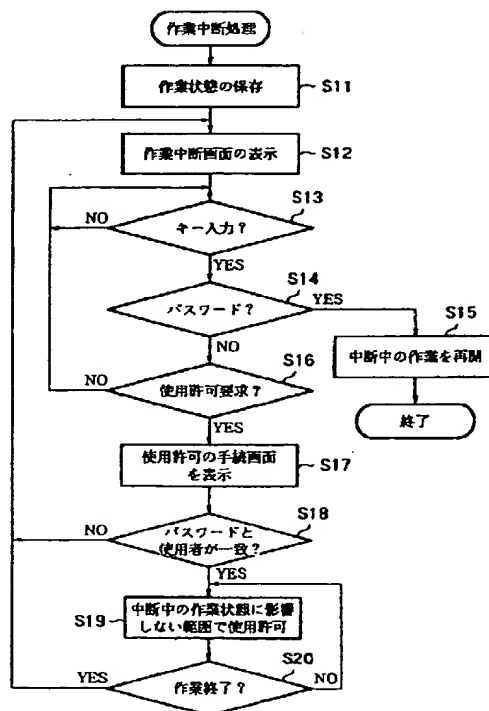 作業中断処理
作業状態の保存
S11
作業中断画面の表示
S12
S13
キー入力?
NO
YES
S14
パスワード?
YES
NO
S15
中断中の作業を再開
終了
S16
使用許可要求?
NO
YES
使用許可の手続画面
を表示
S17
S18
パスワードと
使用者が一致?
NO
YES
中断中の作業状態に影響
しない範囲で使用許可
S19
S20
作業終了?
YES
NO